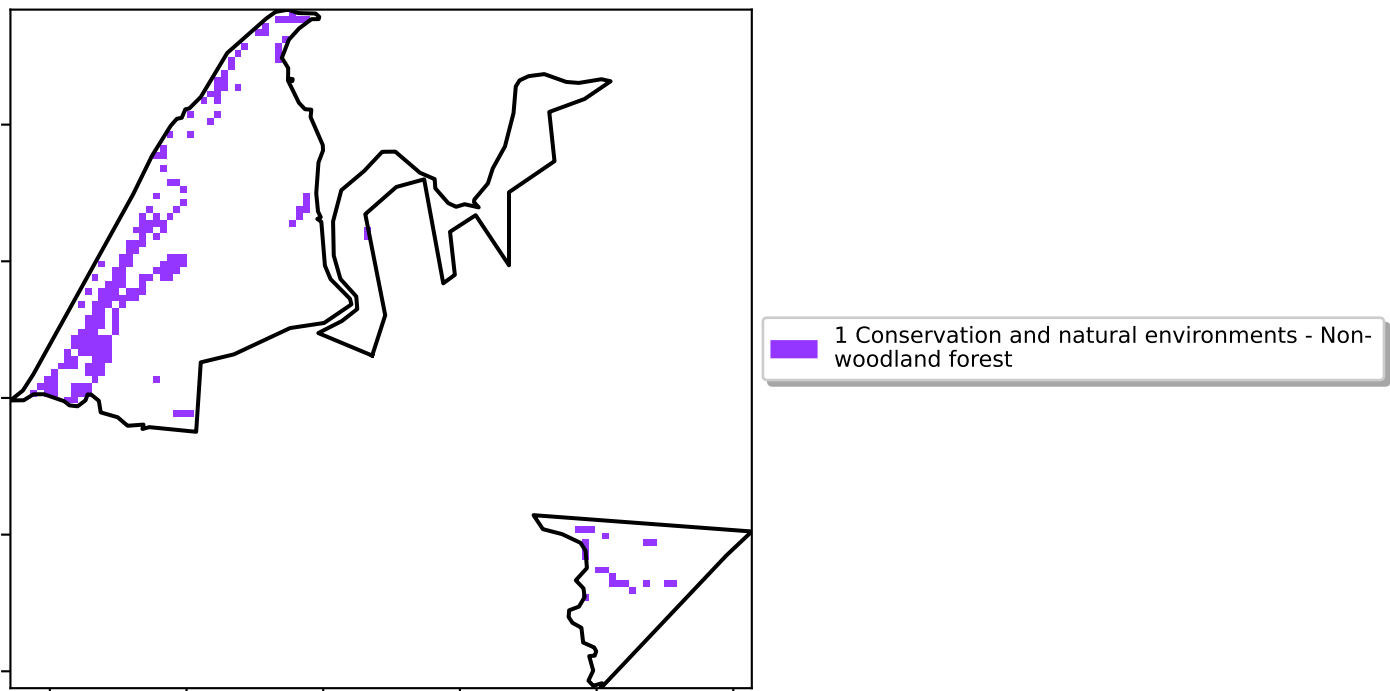 1 Conservation and natural environments - Non-
woodland forest